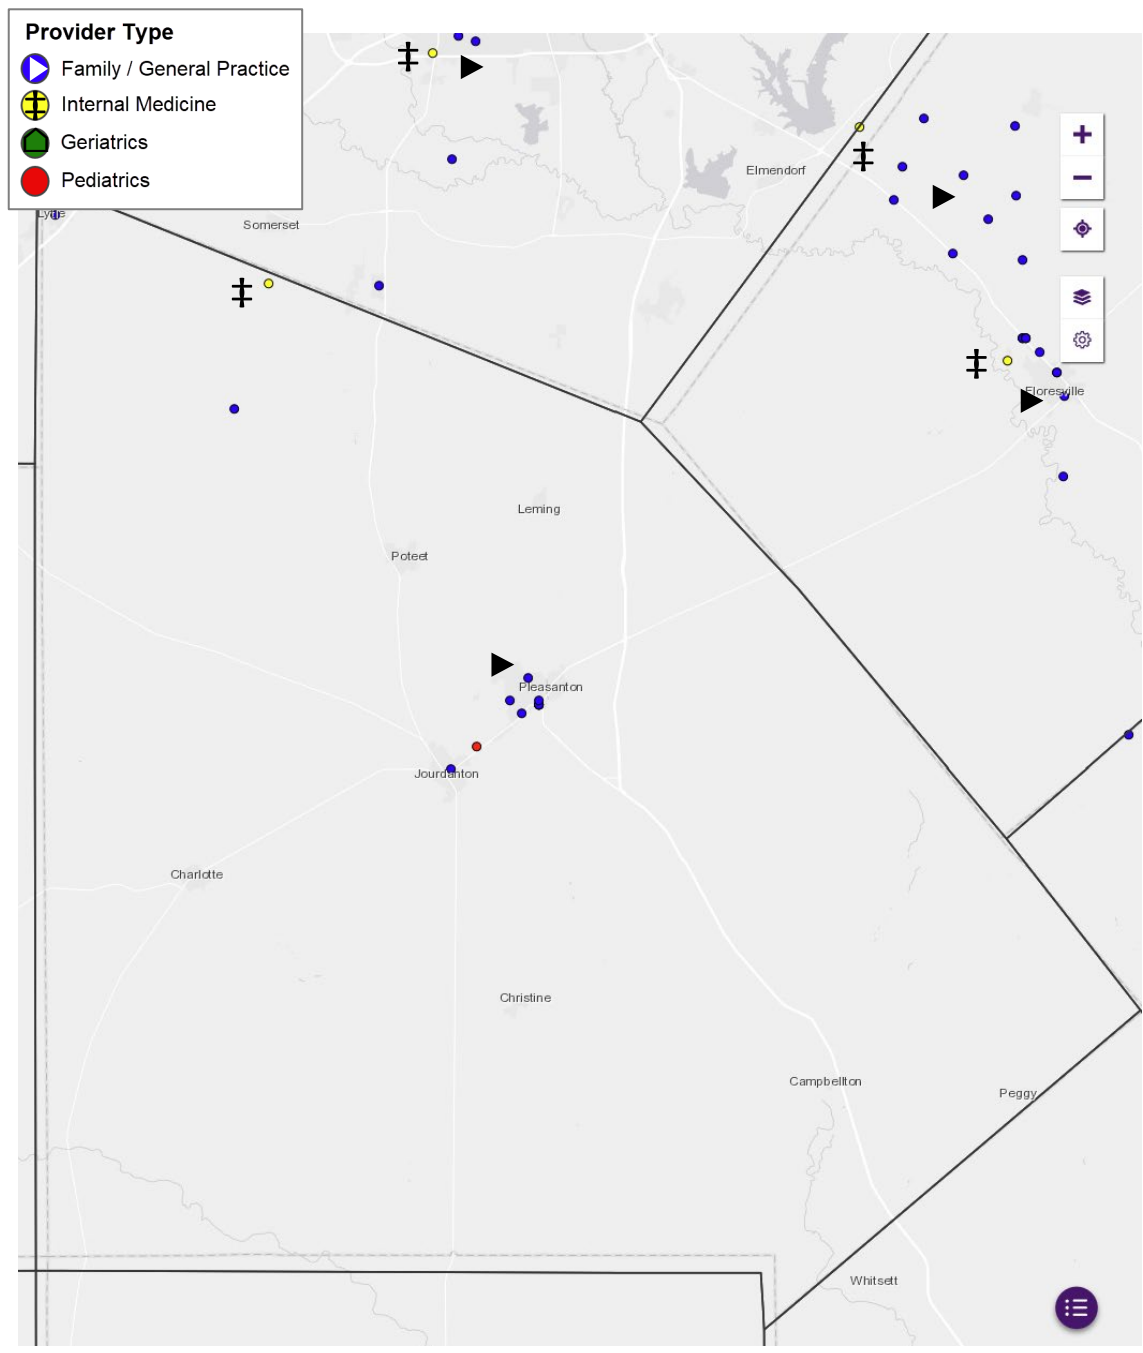 Provider Type
Family / General Practice
Internal Medicine
Geriatrics
Pediatrics
Lytle
Somerset
Elmendorf
Floresville
Leming
Poteet
Pleasanton
Jourdanton
Charlotte
Christine
Campbellton
Peggy
Whitsett